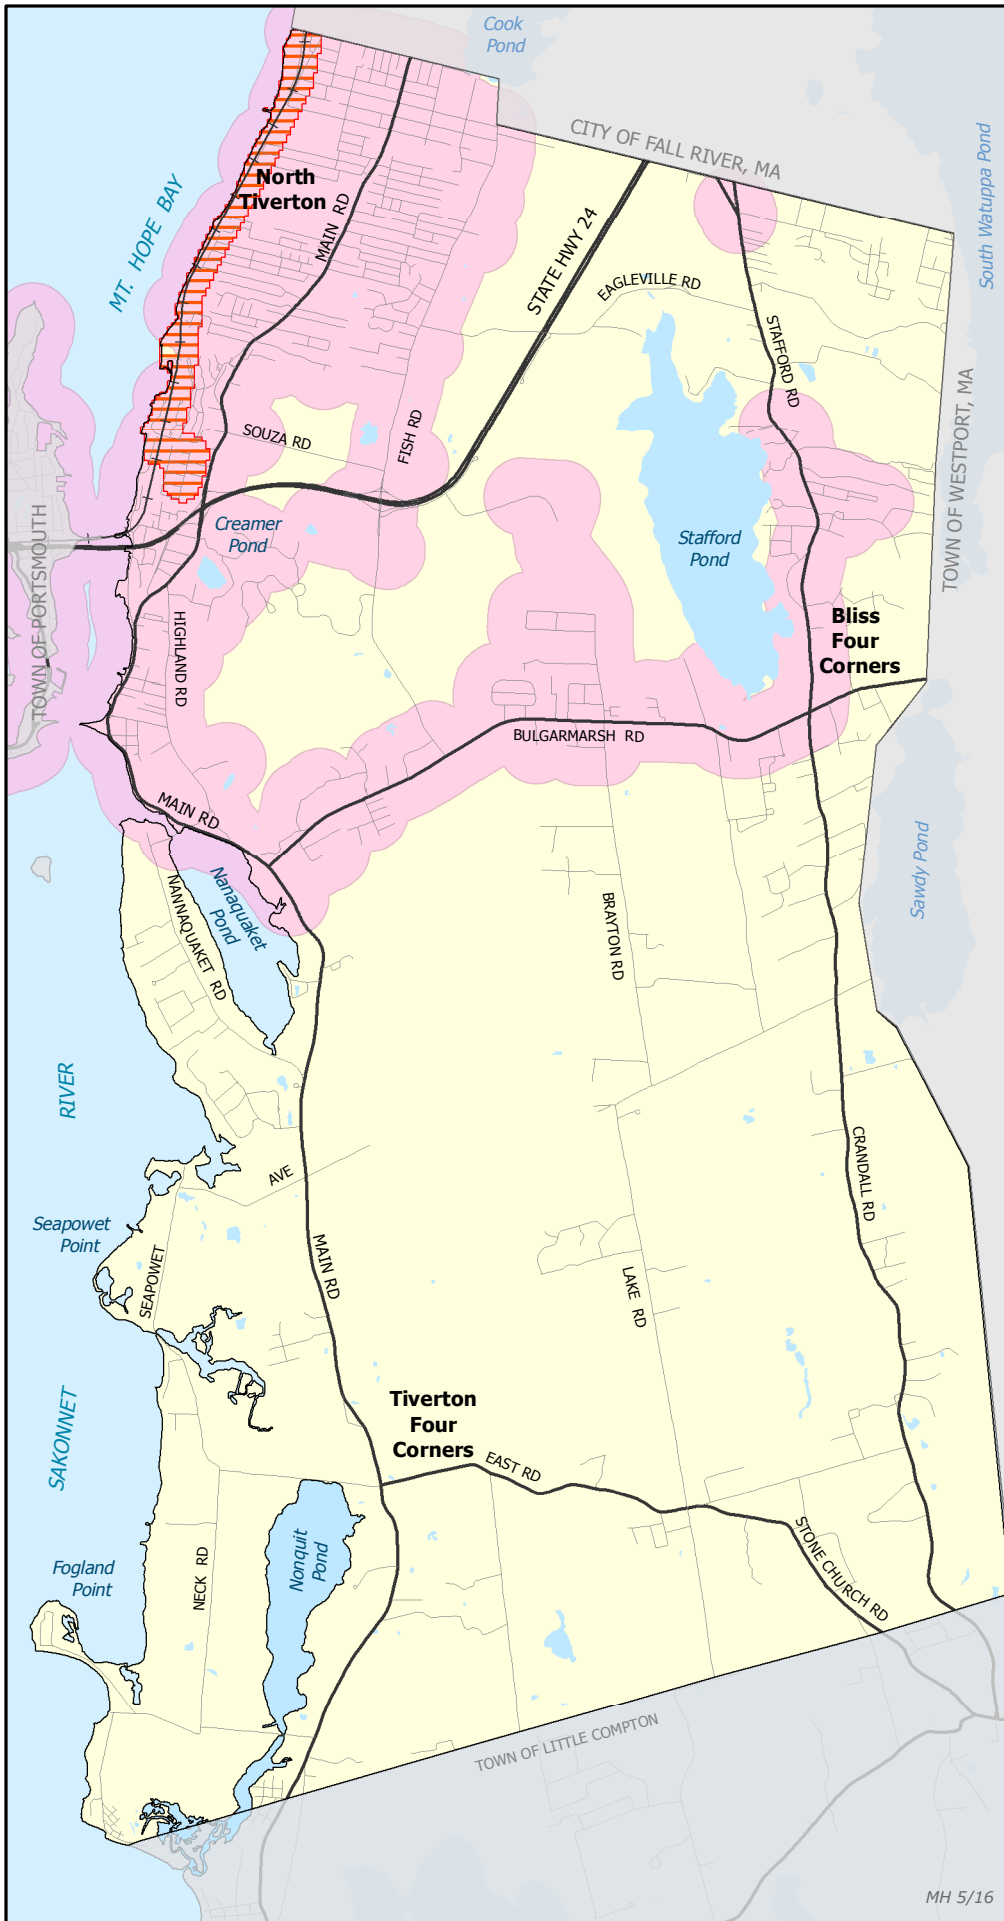 Cook
Pond
CITY OF FALL RIVER, MA
South Watuppa Pond
North
Tiverton
MAIN RD
MT. HOPE BAY
STATE HWY 24
EAGLEVILLE RD
STAFFORD RD
TOWN OF WESTPORT, MA
SOUZA RD
FISH RD
Creamer
Pond
Stafford
Pond
TOWN OF PORTSMOUTH
HIGHLAND RD
Bliss
Four
Corners
BULGARMARSH RD
MAIN RD
Sawdy Pond
Nanaquaket
Pond
NANNAQUAKET RD
BRAYTON RD
RIVER
AVE
CRANDALL RD
Seapowet
Point
SEAPOWET
MAIN RD
LAKE RD
SAKONNET
Tiverton
Four
Corners
EAST RD
STONE CHURCH RD
Nonquit
Pond
Fogland
Point
NECK RD
TOWN OF LITTLE COMPTON
MH 5/16